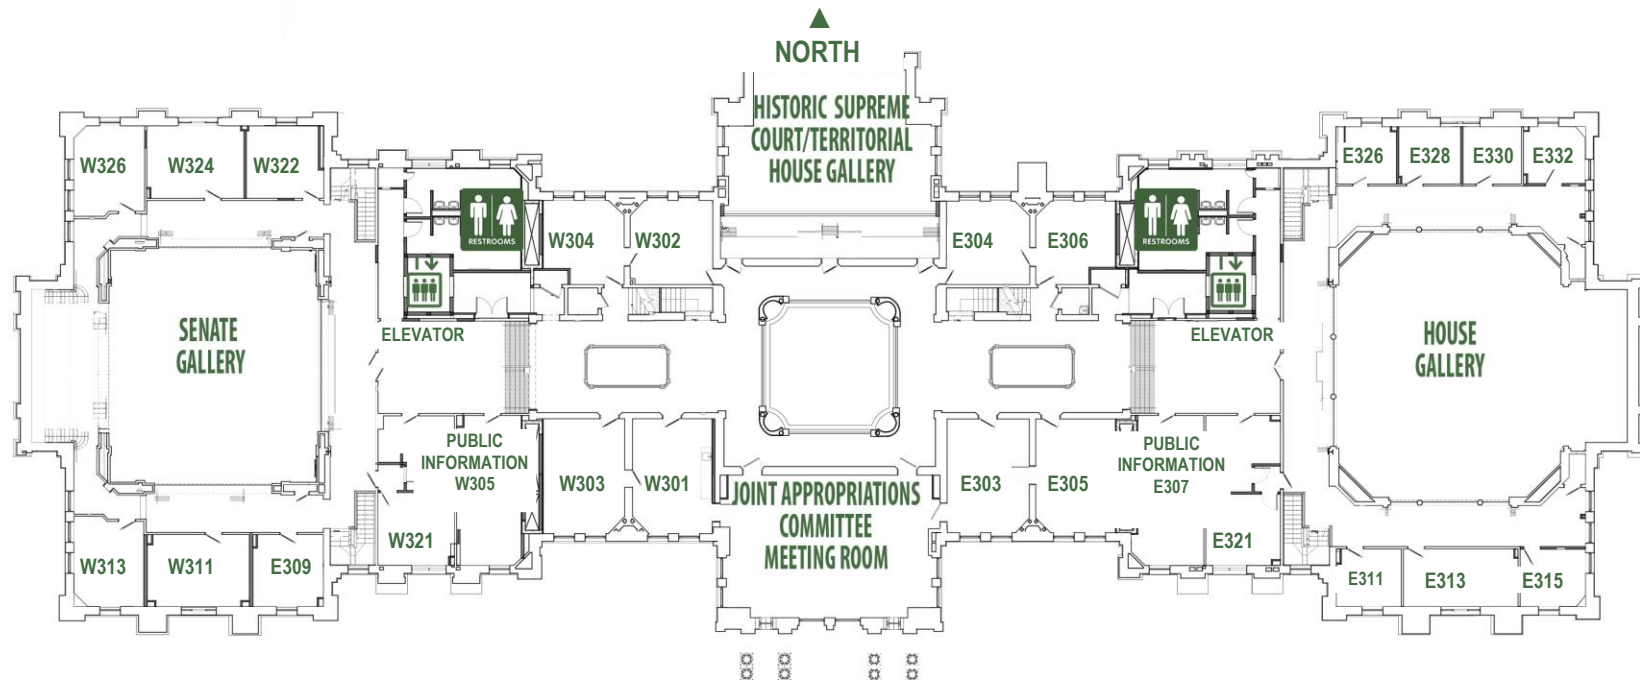 NORTH
HISTORIC SUPREME
COURT/TERRITORIAL
HOUSE GALLERY
W326
W324
W322
E326
E328
E330
E332
RESTROOMS
W304
W302
E304
E306
RESTROOMS
SENATE
GALLERY
ELEVATOR
ELEVATOR
HOUSE
GALLERY
PUBLIC
INFORMATION
W305
W303
W301
E303
E305
PUBLIC
INFORMATION
E307
JOINT APPROPRIATIONS
COMMITTEE
MEETING ROOM
W321
E321
W313
W311
E309
E311
E313
E315